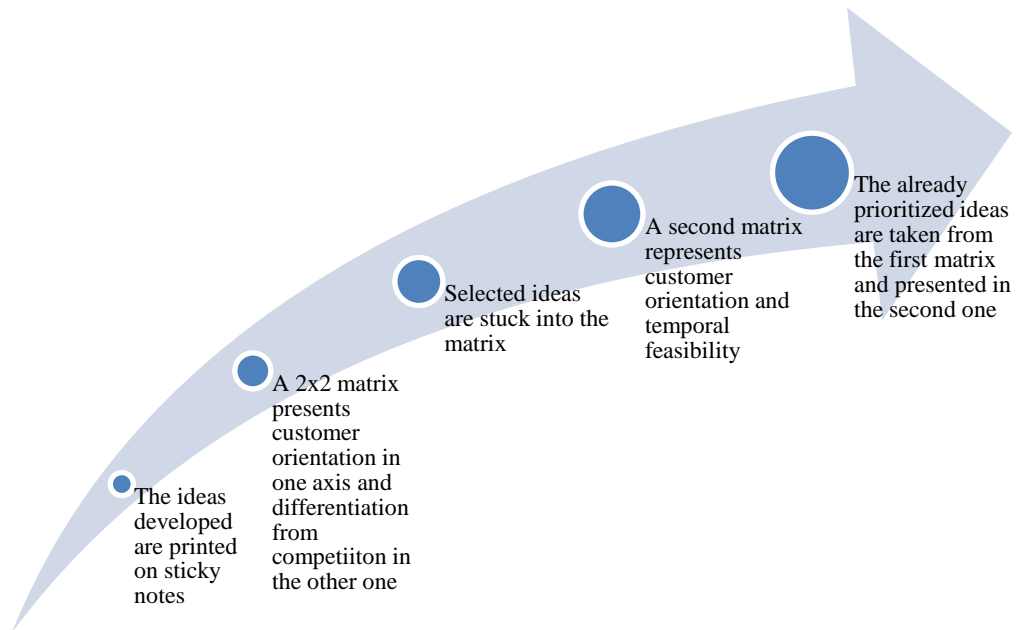 The ideas
developed
are printed
on sticky
notes
A 2x2 matrix
presents
customer
orientation in
one axis and
differentiation
from
competiiton in
the other one
Selected ideas
are stuck into the
matrix
A second matrix
represents
customer
orientation and
temporal
feasibility
The already
prioritized ideas
are taken from
the first matrix
and presented in
the second one